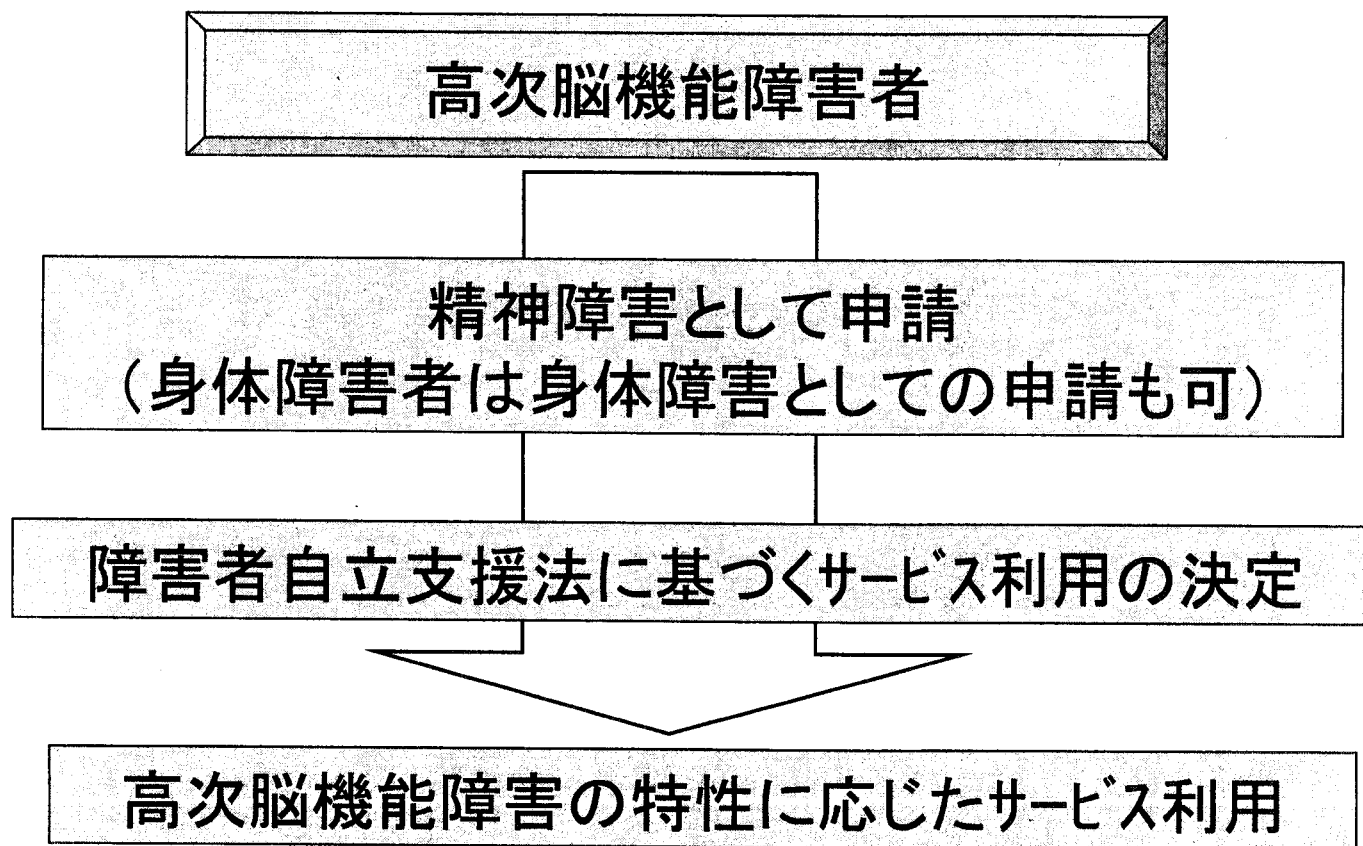 高次脳機能障害者
精神障害として申請
（身体障害者は身体障害としての申請も可）
障害者自立支援法に基づくサービス利用の決定
高次脳機能障害の特性に応じたサービス利用